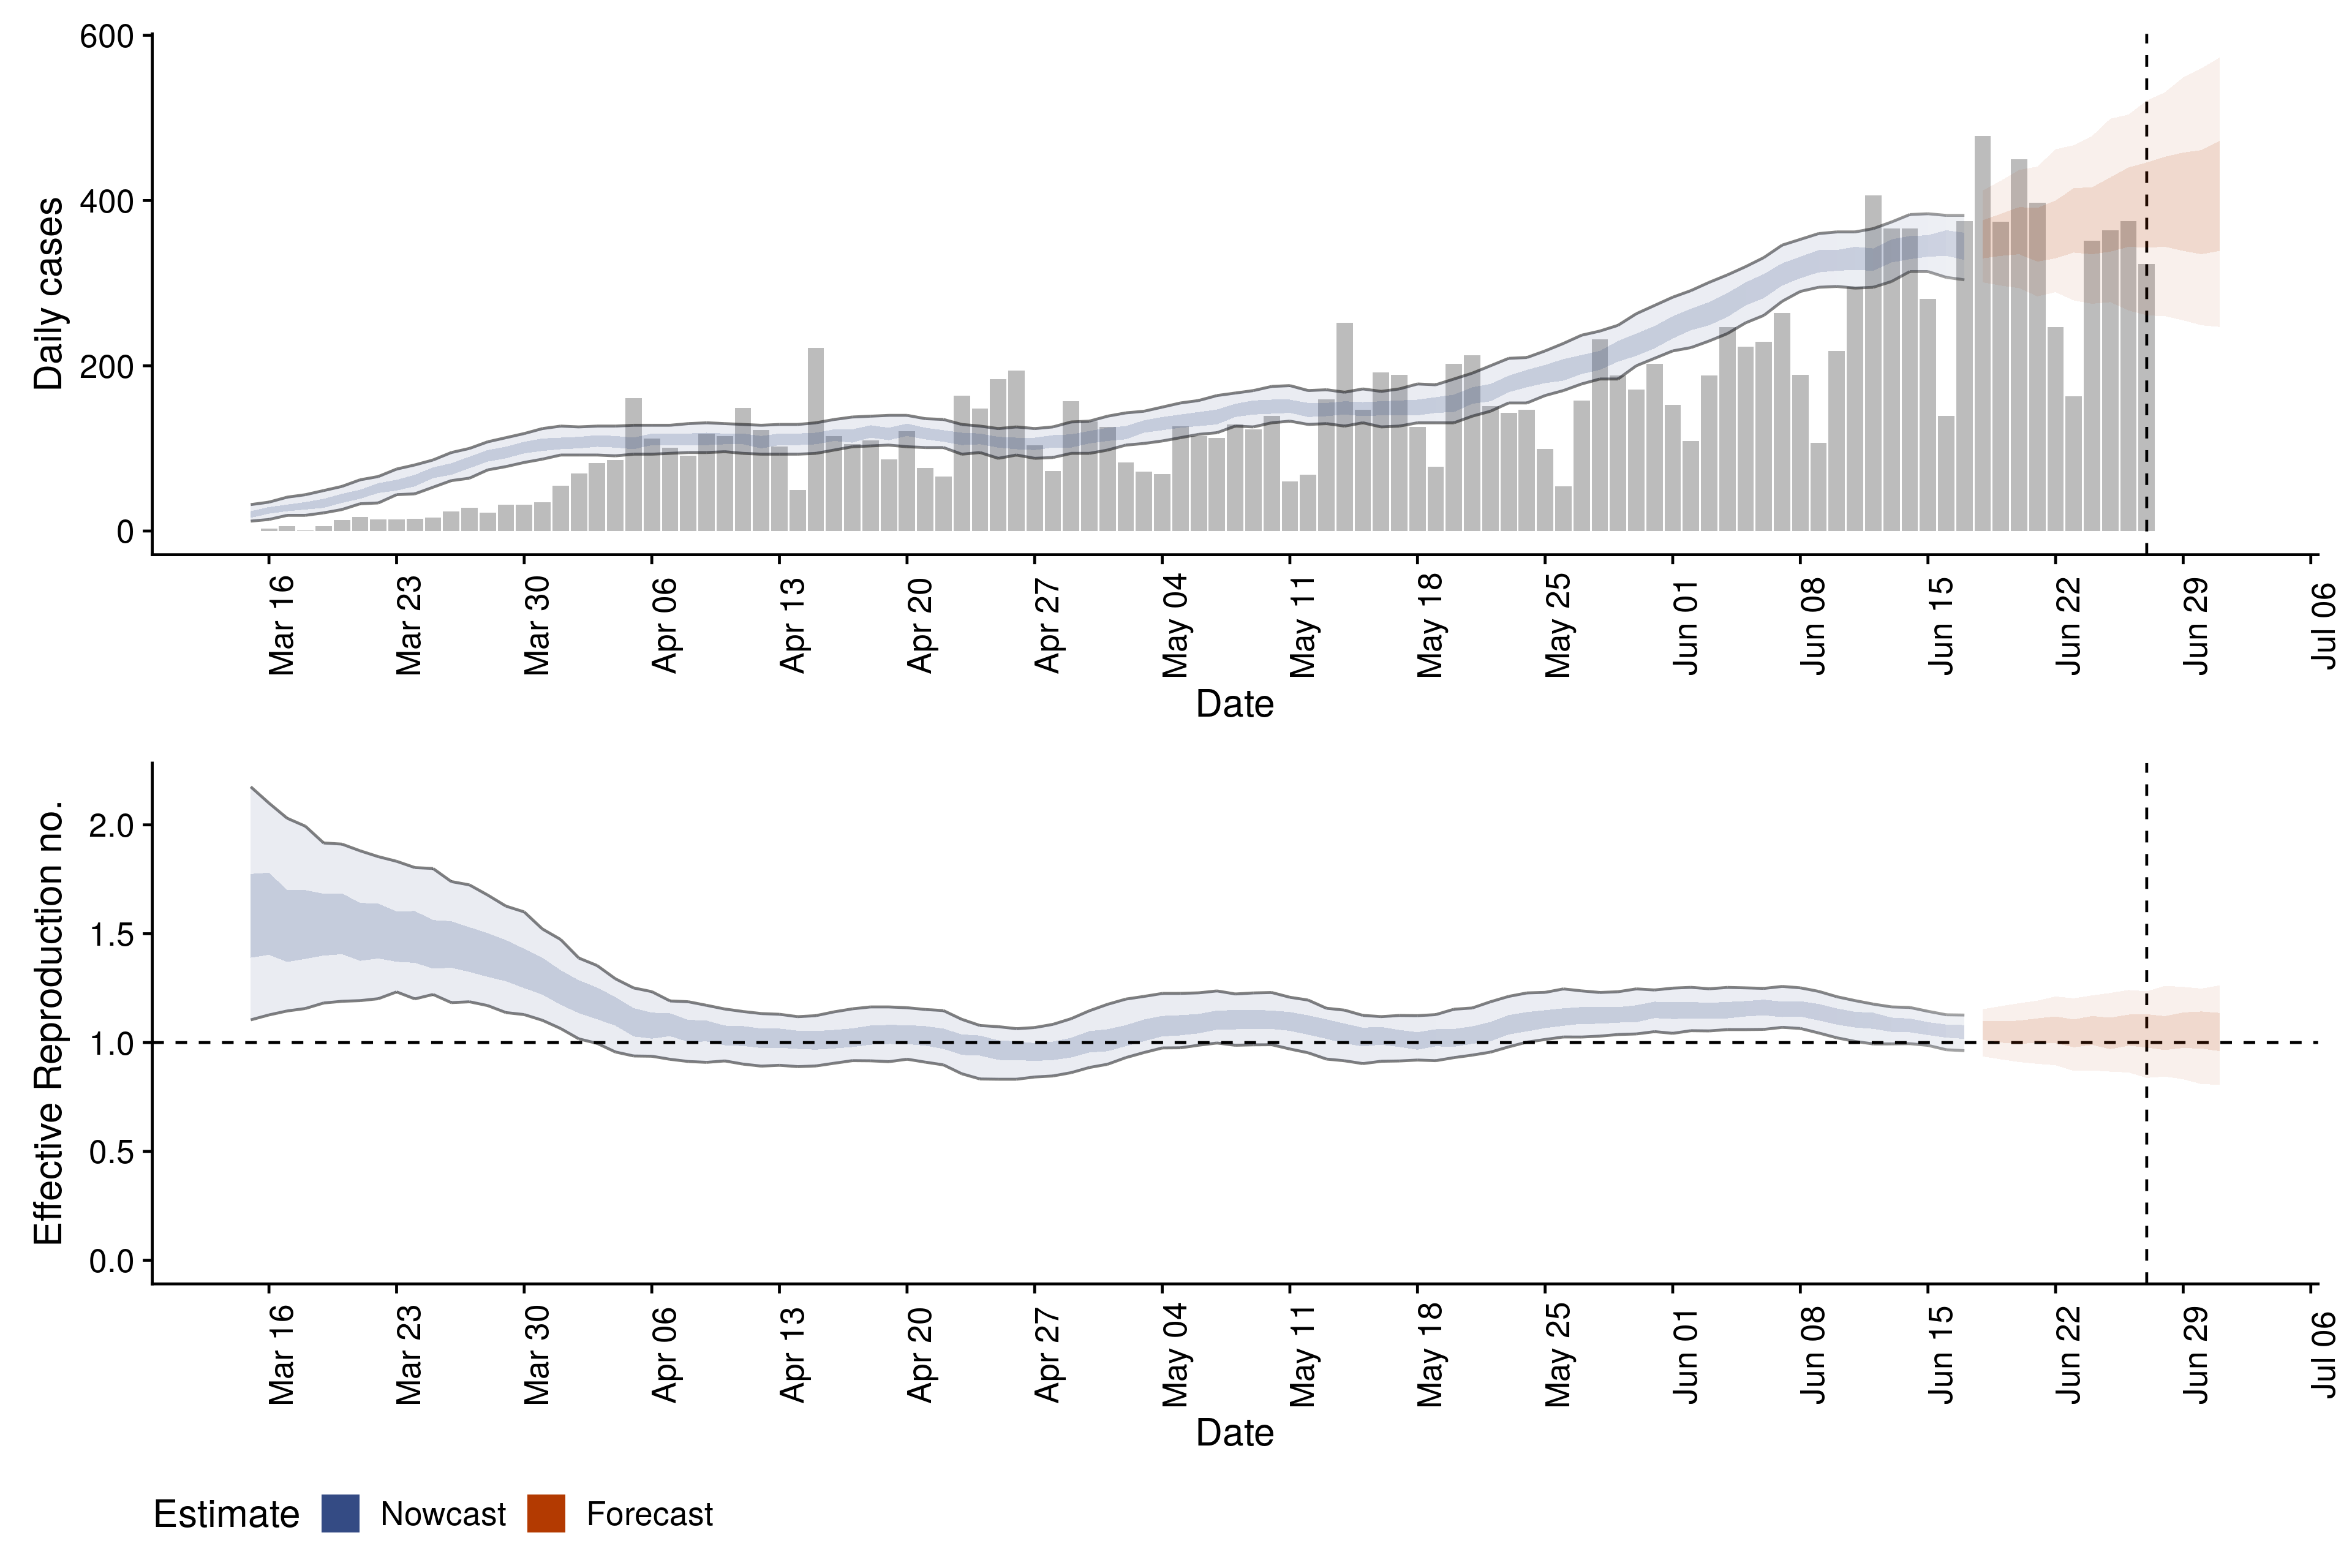 600
400
200
0
Daily cases
Mar 16
Mar 23
Mar 30
Apr 06
Apr 13
Apr 20
Apr 27
May 04
May 11
May 18
May 25
Jun 01
Jun 08
Jun 15
Jun 22
Jun 29
Jul 06
Date
2.0
1.5
1.0
0.5
0.0
Effective Reproduction no.
Mar 16
Mar 23
Mar 30
Apr 06
Apr 13
Apr 20
Apr 27
May 04
May 11
May 18
May 25
Jun 01
Jun 08
Jun 15
Jun 22
Jun 29
Jul 06
Date
Estimate Nowcast Forecast